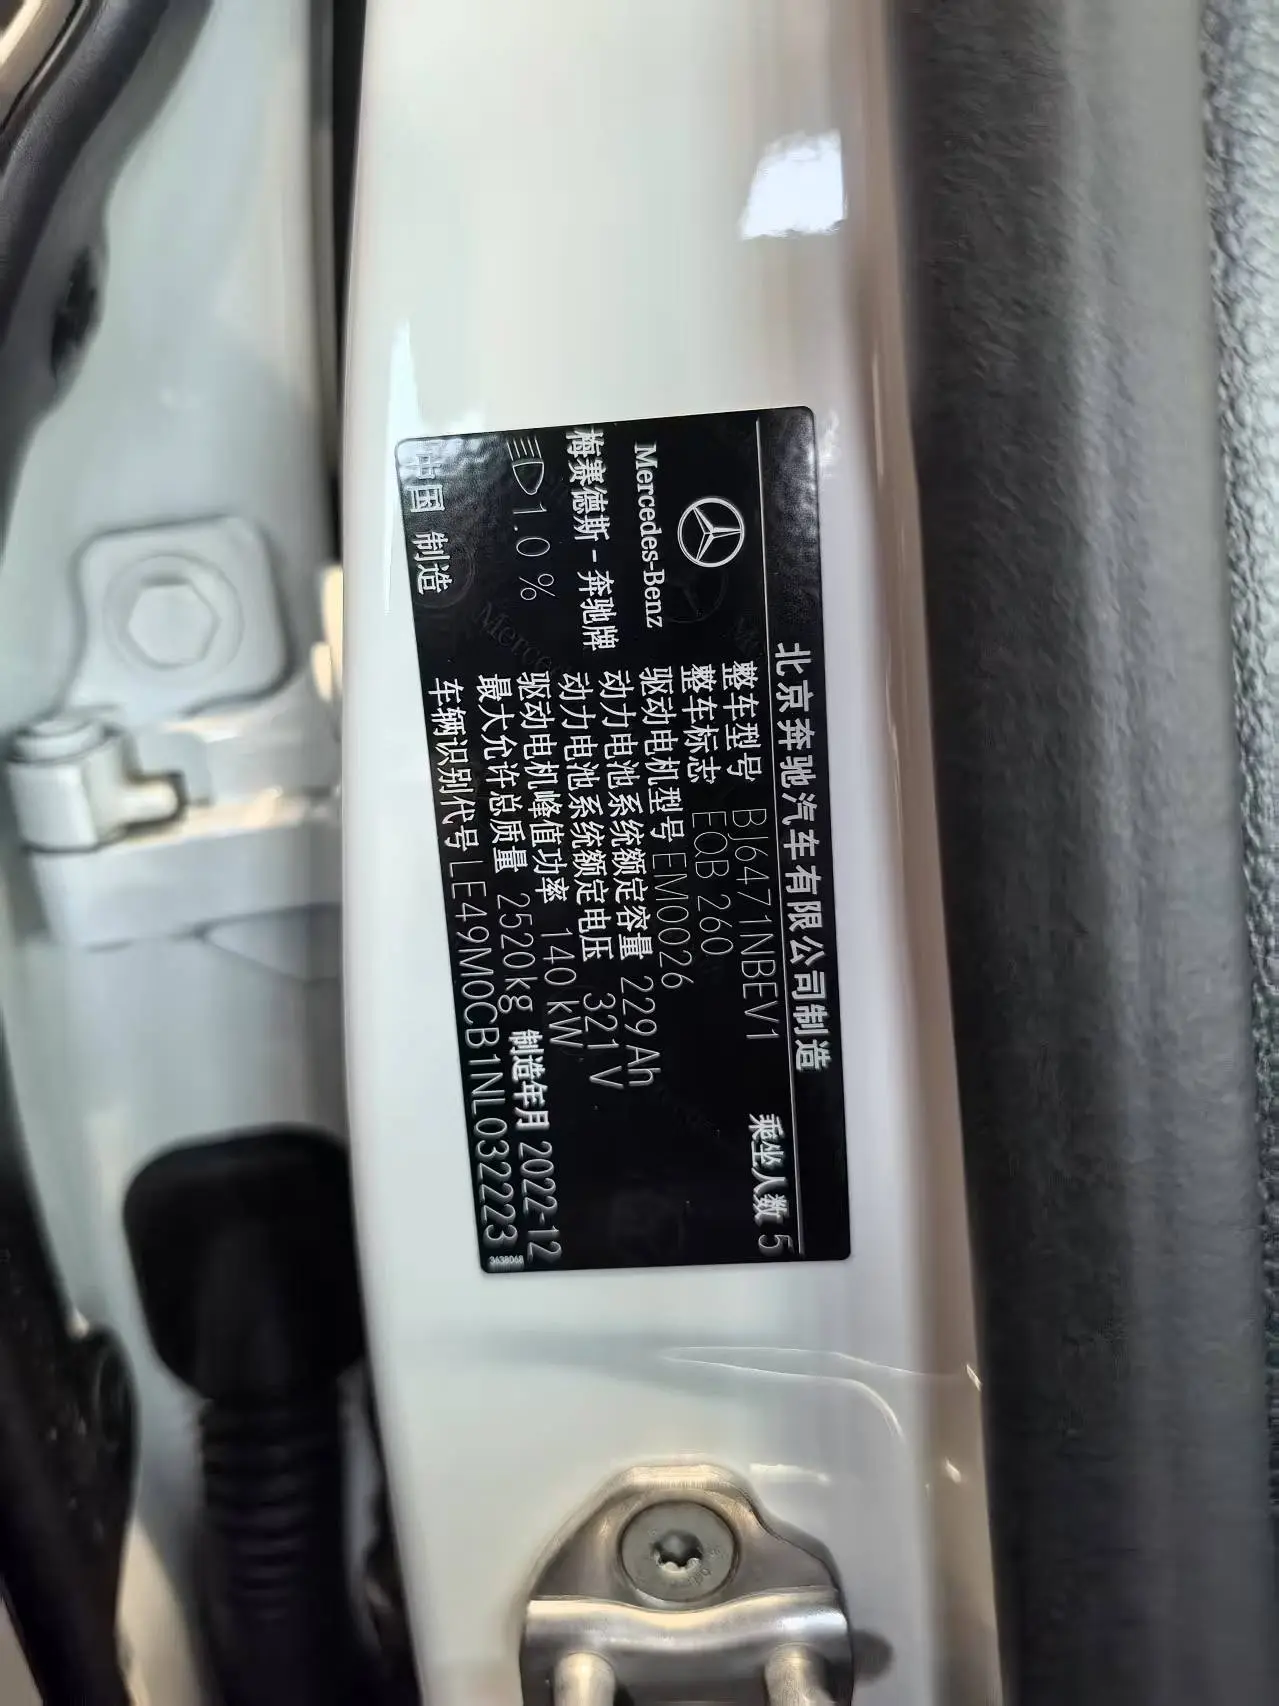 北京奔驰汽车有限公司制造
Mercedes-Benz
梅赛德斯-奔驰牌
1.0 %
中国 制造
整车型号 BJ6471NBEV1 乘坐人数 5
整车标志 EQB 260
驱动电机型号 EM0026
动力电池系统额定容量 229 Ah
动力电池系统额定电压 321 V
驱动电机峰值功率 140 kW
最大允许总质量 2520kg 制造年月 2022-12
车辆识别代号 LE49M0CB1NL032223
3638068